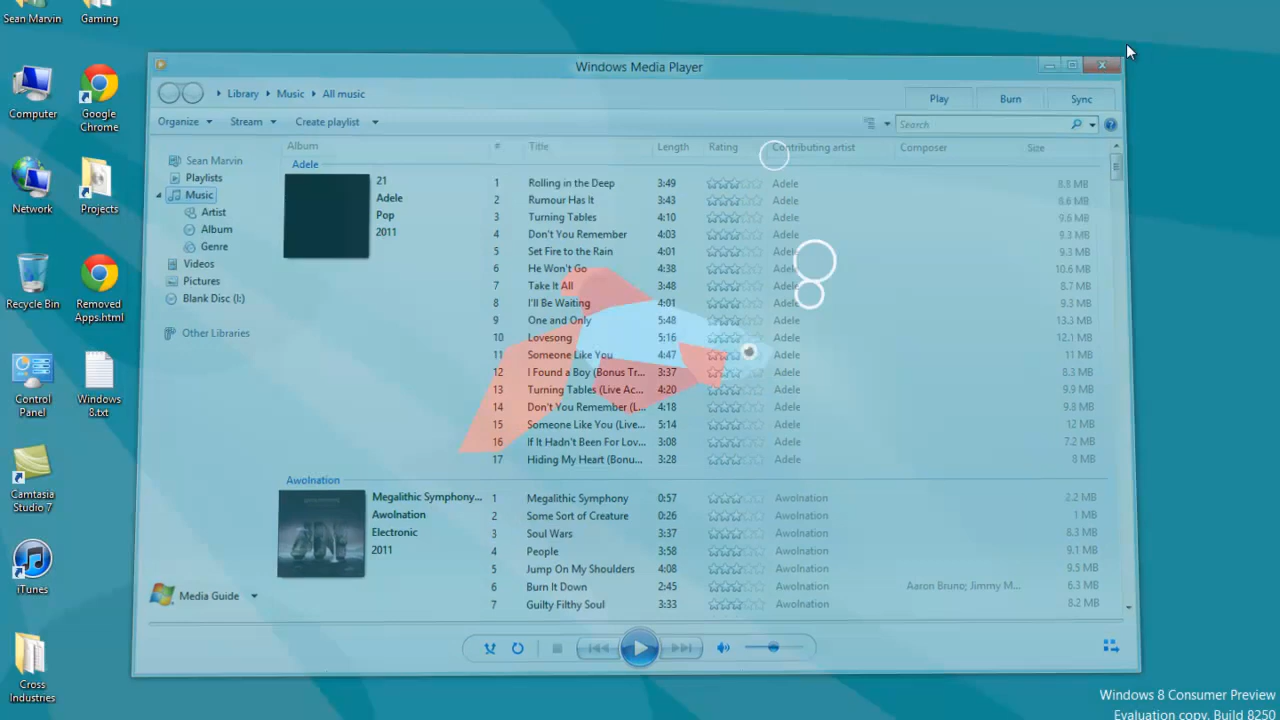 Sean Marvin
Gaming
Computer
Google Chrome
Network
Projects
Recycle Bin
Removed Apps.html
Control Panel
Windows 8.txt
Camtasia Studio 7
iTunes
Cross Industries
Windows Media Player
Library Music All music
Play Burn Sync
Organize Stream Create playlist
Search
Sean Marvin
Playlists
Music
Artist
Album
Genre
Videos
Pictures
Blank Disc (I:)
Other Libraries
Media Guide
Album # Title Length Rating Contributing artist Composer Size
Adele
21
Adele
Pop
2011
1 Rolling in the Deep 3:49 Adele 8.8 MB
2 Rumour Has It 3:43 Adele 8.6 MB
3 Turning Tables 4:10 Adele 9.6 MB
4 Don't You Remember 4:03 Adele 9.3 MB
5 Set Fire to the Rain 4:01 Adele 9.3 MB
6 He Won't Go 4:38 Adele 10.6 MB
7 Take It All 3:48 Adele 8.7 MB
8 I'll Be Waiting 4:01 Adele 9.3 MB
9 One and Only 5:48 Adele 13.3 MB
10 Lovesong 5:16 Adele 12.1 MB
11 Someone Like You 4:47 Adele 11 MB
12 I Found a Boy (Bonus Tr... 3:37 Adele 8.3 MB
13 Turning Tables (Live Ac... 4:20 Adele 9.9 MB
14 Don't You Remember (L... 4:18 Adele 9.8 MB
15 Someone Like You (Live... 5:14 Adele 12 MB
16 If It Hadn't Been For Lov... 3:08 Adele 7.2 MB
17 Hiding My Heart (Bonu... 3:28 Adele 8 MB
Awolnation
Megalithic Symphony...
Awolnation
Electronic
2011
1 Megalithic Symphony 0:57 Awolnation 2.2 MB
2 Some Sort of Creature 0:26 Awolnation 1 MB
3 Soul Wars 3:37 Awolnation 8.3 MB
4 People 3:58 Awolnation 9.1 MB
5 Jump On My Shoulders 4:08 Awolnation 9.5 MB
6 Burn It Down 2:45 Awolnation Aaron Bruno; Jimmy M... 6.3 MB
7 Guilty Filthy Soul 3:33 Awolnation 8.2 MB
Windows 8 Consumer Preview
Evaluation copy. Build 8250